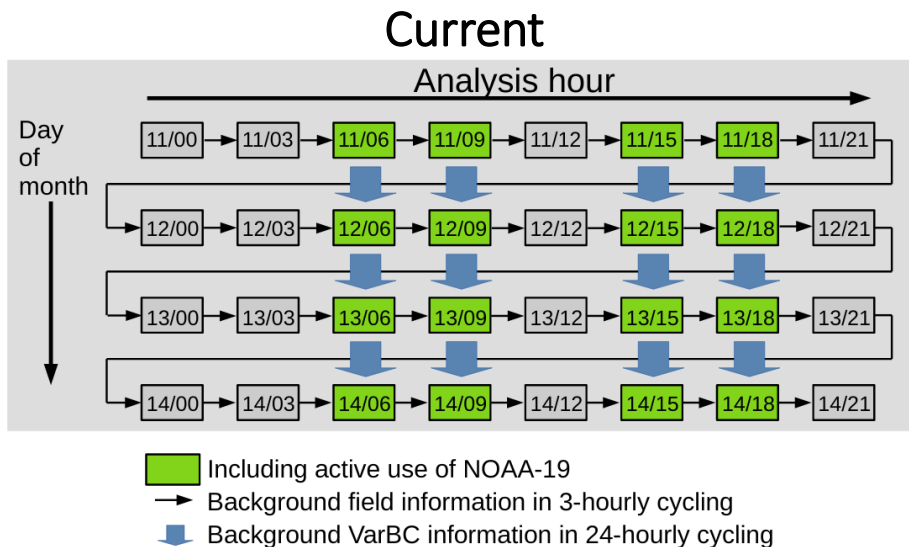 Current
Analysis hour
Day
of
month
11/00 11/03 11/06 11/09 11/12 11/15 11/18 11/21
12/00 12/03 12/06 12/09 12/12 12/15 12/18 12/21
13/00 13/03 13/06 13/09 13/12 13/15 13/18 13/21
14/00 14/03 14/06 14/09 14/12 14/15 14/18 14/21
Including active use of NOAA-19
Background field information in 3-hourly cycling
Background VarBC information in 24-hourly cycling